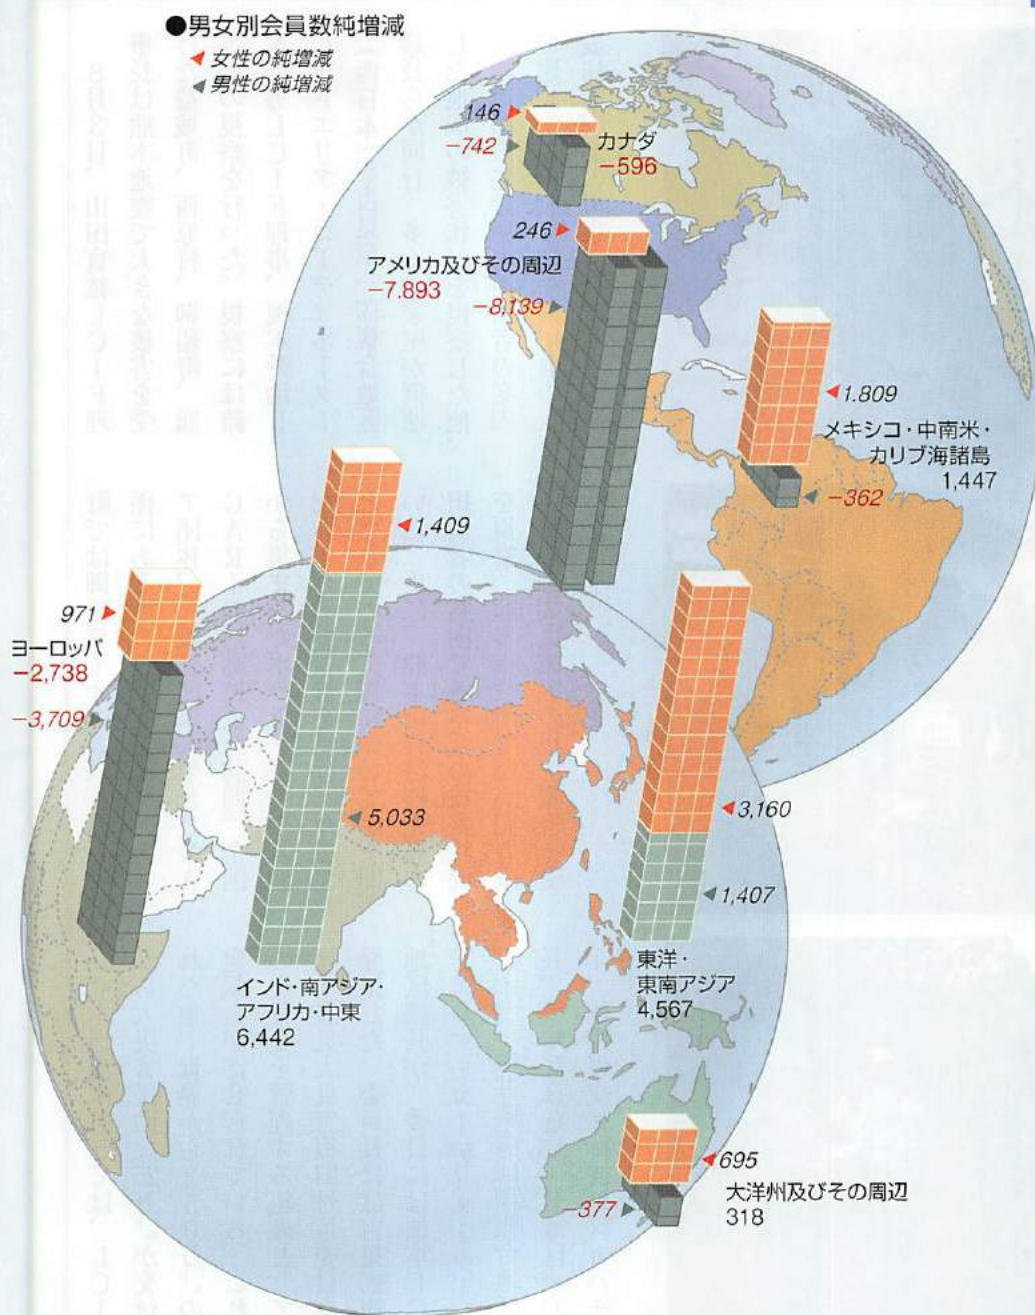 ●男女別会員数純増減
女性の純増減
男性の純増減
146
-742
カナダ
-596
246
アメリカ及びその周辺
-7.893
-8,139
1.809
メキシコ・中南米・
カリブ海諸島
1,447
-362
1,409
971
ヨーロッパ
-2,738
-3,709
5,033
3,160
1,407
インド・南アジア・
アフリカ・中東
6,442
東洋・
東南アジア
4,567
695
大洋州及びその周辺
318
-377